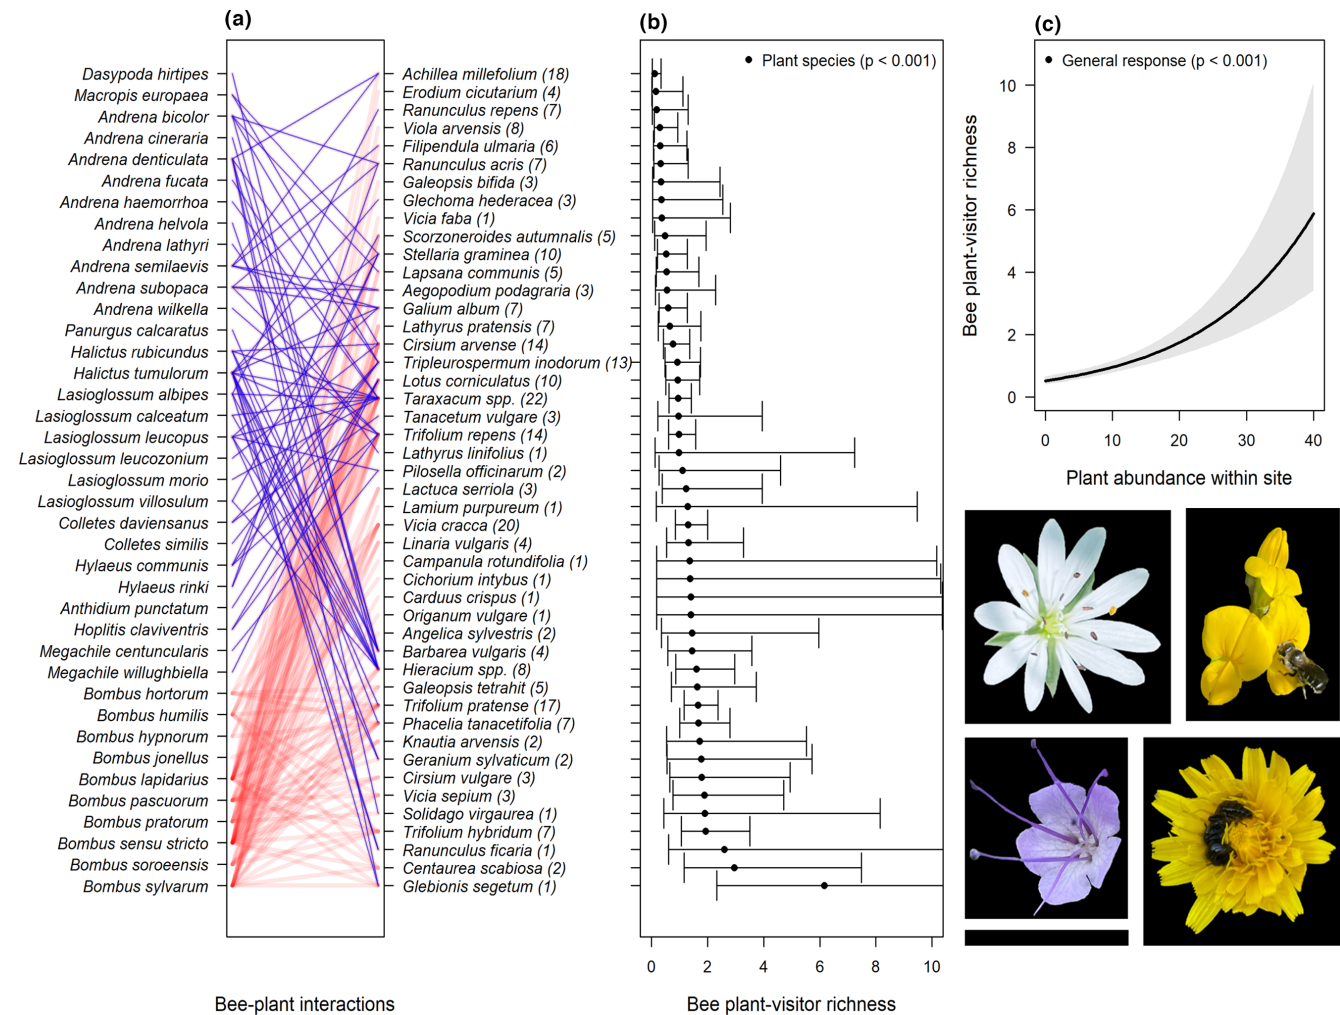 (a)
Dasypoda hirtipes
Macropis europaea
Andrena bicolor
Andrena cineraria
Andrena denticulata
Andrena fucata
Andrena haemorrhoa
Andrena helvola
Andrena lathyri
Andrena semilaevis
Andrena subopaca
Andrena wilkella
Panurgus calcaratus
Halictus rubicundus
Halictus tumulorum
Lasioglossum albipes
Lasioglossum calceatum
Lasioglossum leucopus
Lasioglossum leucozonium
Lasioglossum morio
Lasioglossum villosulum
Colletes daviensanus
Colletes similis
Hylaeus communis
Hylaeus rinki
Anthidium punctatum
Hoplitis claviventris
Megachile centuncularis
Megachile willughbiella
Bombus hortorum
Bombus humilis
Bombus hypnorum
Bombus jonellus
Bombus lapidarius
Bombus pascuorum
Bombus pratorum
Bombus sensu stricto
Bombus soroeensis
Bombus sylvarum
Achillea millefolium (18)
Erodium cicutarium (4)
Ranunculus repens (7)
Viola arvensis (8)
Filipendula ulmaria (6)
Ranunculus acris (7)
Galeopsis bifida (3)
Glechoma hederacea (3)
Vicia faba (1)
Scorzoneroides autumnalis (5)
Stellaria graminea (10)
Lapsana communis (5)
Aegopodium podagraria (3)
Galium album (7)
Lathyrus pratensis (7)
Cirsium arvense (14)
Tripleurospermum inodorum (13)
Lotus corniculatus (10)
Taraxacum spp. (22)
Tanacetum vulgare (3)
Trifolium repens (14)
Lathyrus linifolius (1)
Pilosella officinarum (2)
Lactuca serriola (3)
Lamium purpureum (1)
Vicia cracca (20)
Linaria vulgaris (4)
Campanula rotundifolia (1)
Cichorium intybus (1)
Carduus crispus (1)
Origanum vulgare (1)
Angelica sylvestris (2)
Barbarea vulgaris (4)
Hieracium spp. (8)
Galeopsis tetrahit (5)
Trifolium pratense (17)
Phacelia tanacetifolia (7)
Knautia arvensis (2)
Geranium sylvaticum (2)
Cirsium vulgare (3)
Vicia sepium (3)
Solidago virgaurea (1)
Trifolium hybridum (7)
Ranunculus ficaria (1)
Centaurea scabiosa (2)
Glebionis segetum (1)
Bee-plant interactions
(b)
Plant species (p < 0.001)
0 2 4 6 8 10
Bee plant-visitor richness
(c)
General response (p < 0.001)
Bee plant-visitor richness
10
8
6
4
2
0
0 10 20 30 40
Plant abundance within site